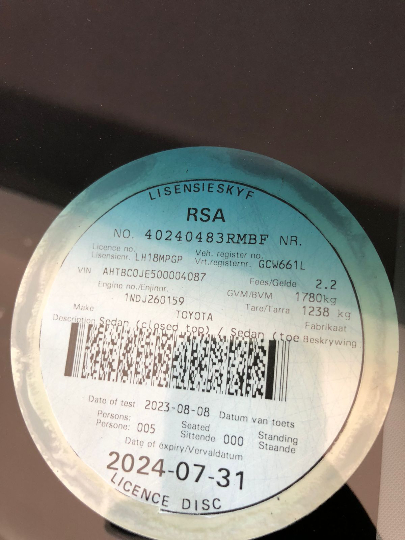 LISENSIESKYF
RSA
NO. 40240483RMBF NR.
Licence no. Veh. register no.
Lisensienr. LH18MPGP Vrt.registernr. GCW661L
VIN AHTBC0JE500004087 Fees/Gelde 2.2
Engine no./Enjinnr. GVM/BVM 1780kg
1NDJ260159 Tare/Tarra 1238 kg
Make TOYOTA Fabrikaat
Description Sedan (closed top) / Sedan (toe Beskrywing
Date of test 2023-08-08 Datum van toets
Persons: Seated Standing
Persone: 005 Sittende 000 Staande
Date of expiry/Vervaldatum
2024-07-31
LICENCE DISC